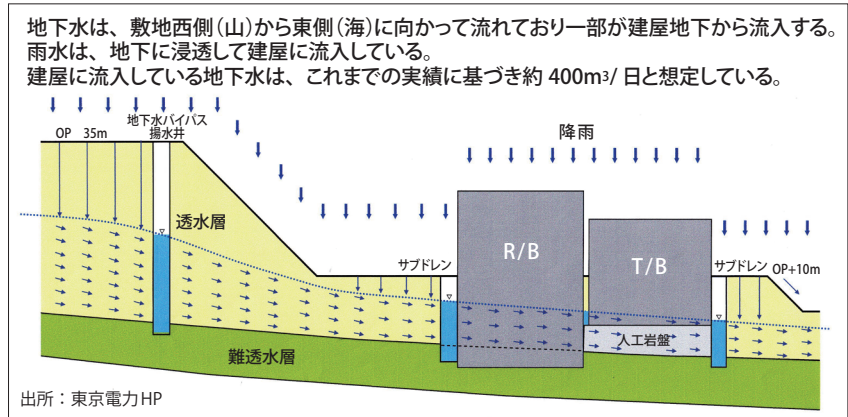 地下水は、敷地西側(山)から東側(海)に向かって流れており一部が建屋地下から流入する。
雨水は、地下に浸透して建屋に流入している。
建屋に流入している地下水は、これまでの実績に基づき約 400m³/ 日と想定している。
地下水バイパス
揚水井
OP 35m
降雨
透水層
サブドレン
R/B
T/B
サブドレン
OP+10m
人工岩盤
難透水層
出所：東京電力HP